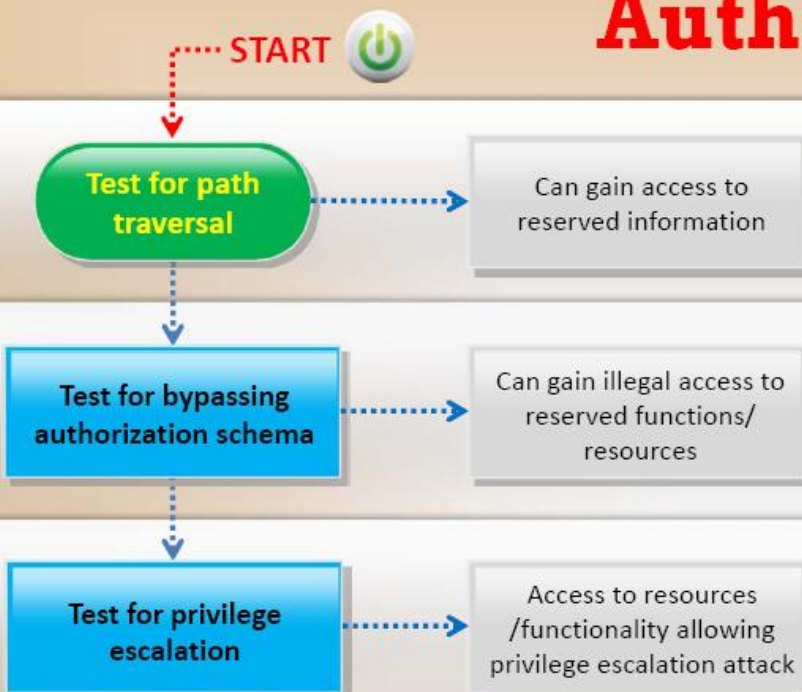 START
Auth
Test for path
traversal
Can gain access to
reserved information
Test for bypassing
authorization schema
Can gain illegal access to
reserved functions/
resources
Test for privilege
escalation
Access to resources
/functionality allowing
privilege escalation attack